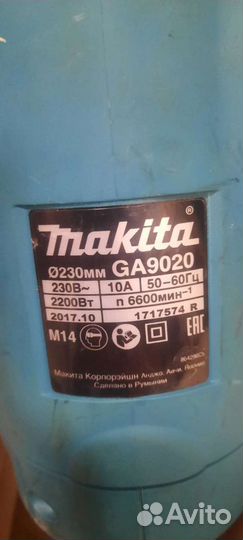 makita®
Ø230мм GA9020
230В~ 10А 50-60Гц
2200Вт n 6600мин⁻¹
2017.10 1717574 R
M14 EAC
Макита Корпорэйшн Анджо, Аичи, Япония
Сделано в Румынии
Avito